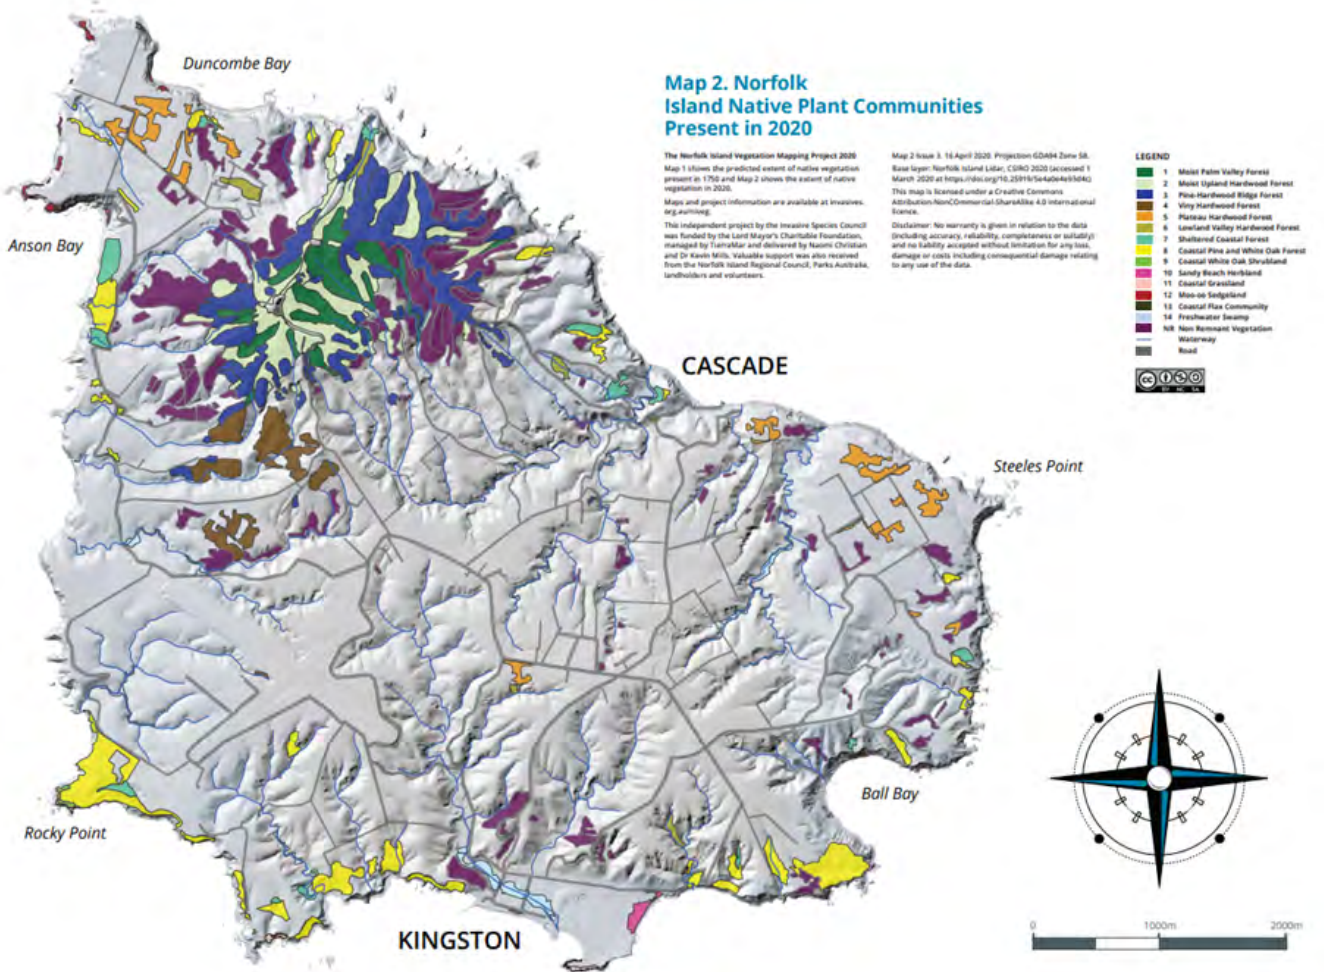 Duncombe Bay
Anson Bay
Map 2. Norfolk
Island Native Plant Communities
Present in 2020
The Norfolk Island Vegetation Mapping Project 2020
Map 1 shows the predicted extent of native vegetation
present in 1750 and Map 2 shows the extent of native
vegetation in 2020.
Maps and project information are available at invasives.
org.au/niveg.
This independent project by the Invasive Species Council
was funded by the Lord Mayor's Charitable Foundation,
managed by TierraMar and delivered by Naomi Christian
and Dr Kevin Mills. Valuable support was also received
from the Norfolk Island Regional Council, Parks Australia,
landholders and volunteers.
Map 2 Issue 3. 16 April 2020. Projection GDA94 Zone 58.
Base layer: Norfolk Island Lidar, CSIRO 2020 (accessed 1
March 2020 at
This map is licensed under a Creative Commons
Attribution-NonCommercial-ShareAlike 4.0 International
licence.
Disclaimer: No warranty is given in relation to the data
(including accuracy, reliability, completeness or suitability)
and no liability accepted without limitation for any loss,
damage or costs including consequential damage relating
to any use of the data.
LEGEND
1 Moist Palm Valley Forest
2 Moist Upland Hardwood Forest
3 Pine-Hardwood Ridge Forest
4 Viny Hardwood Forest
5 Plateau Hardwood Forest
6 Lowland Valley Hardwood Forest
7 Sheltered Coastal Forest
8 Coastal Pine and White Oak Forest
9 Coastal White Oak Shrubland
10 Sandy Beach Herbland
11 Coastal Grassland
12 Moo-oo Sedgeland
13 Coastal Flax Community
14 Freshwater Swamp
NR Non Remnant Vegetation
Waterway
Road
cc
BY NC SA
CASCADE
Steeles Point
Ball Bay
Rocky Point
KINGSTON
0 1000m 2000m